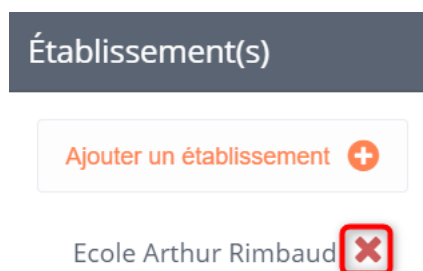 Établissement(s)
Ajouter un établissement
Ecole Arthur Rimbaud